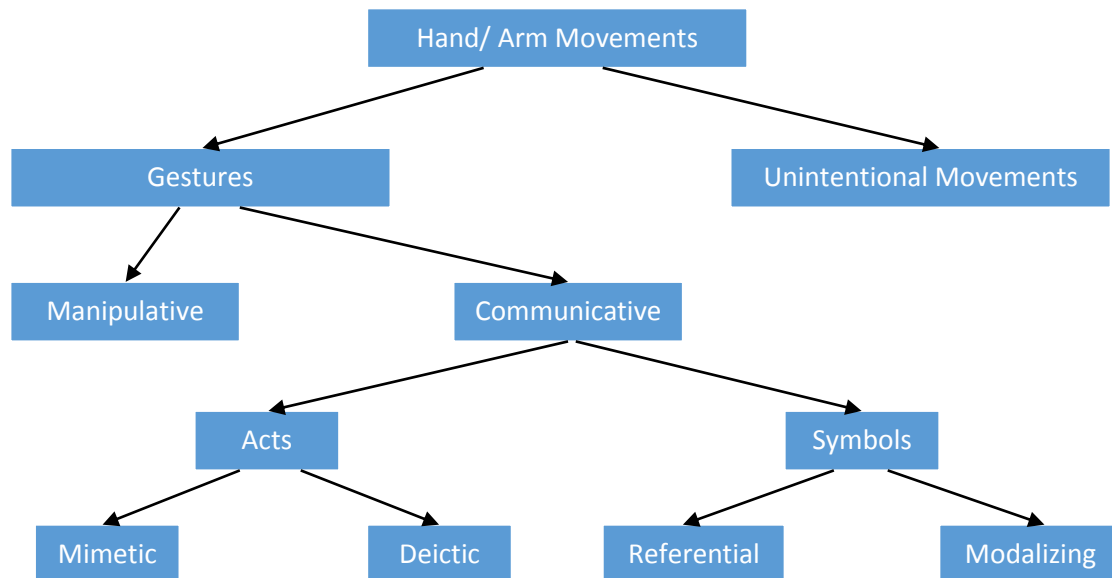 Hand/ Arm Movements
Gestures
Unintentional Movements
Manipulative
Communicative
Acts
Symbols
Mimetic
Deictic
Referential
Modalizing